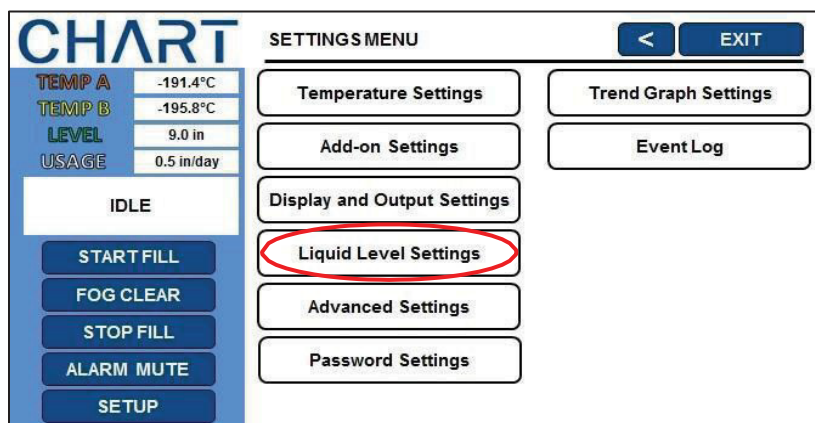 CHART
SETTINGS MENU
< EXIT
TEMP A -191.4°C
TEMP B -195.8°C
LEVEL 9.0 in
USAGE 0.5 in/day
IDLE
START FILL
FOG CLEAR
STOP FILL
ALARM MUTE
SETUP
Temperature Settings
Add-on Settings
Display and Output Settings
Liquid Level Settings
Advanced Settings
Password Settings
Trend Graph Settings
Event Log